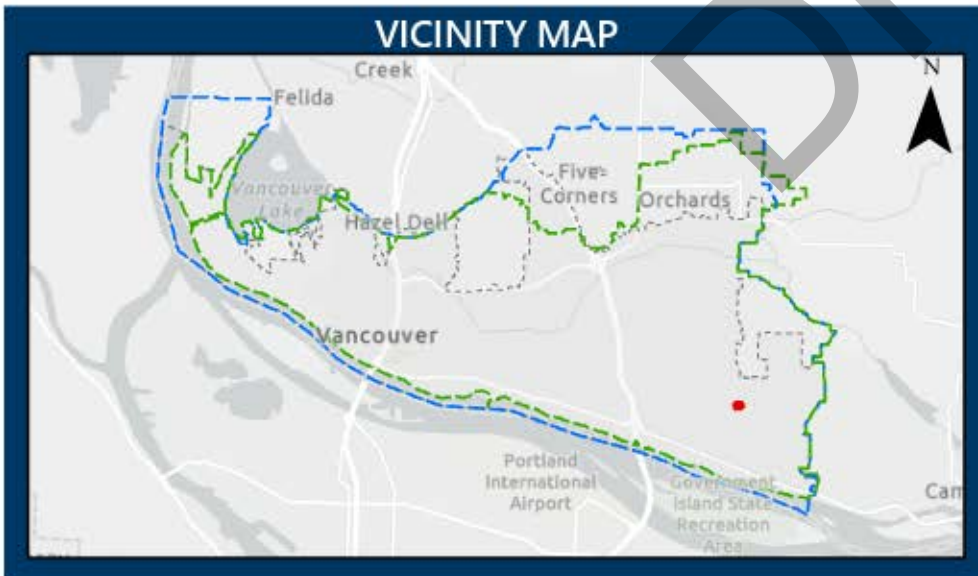 VICINITY MAP
Creek
N
Felida
Vancouver
Lake
Five
Corners
Orchards
Hazel Dell
Vancouver
Portland
International
Airport
Government
Island State
Recreation
Area
Cam